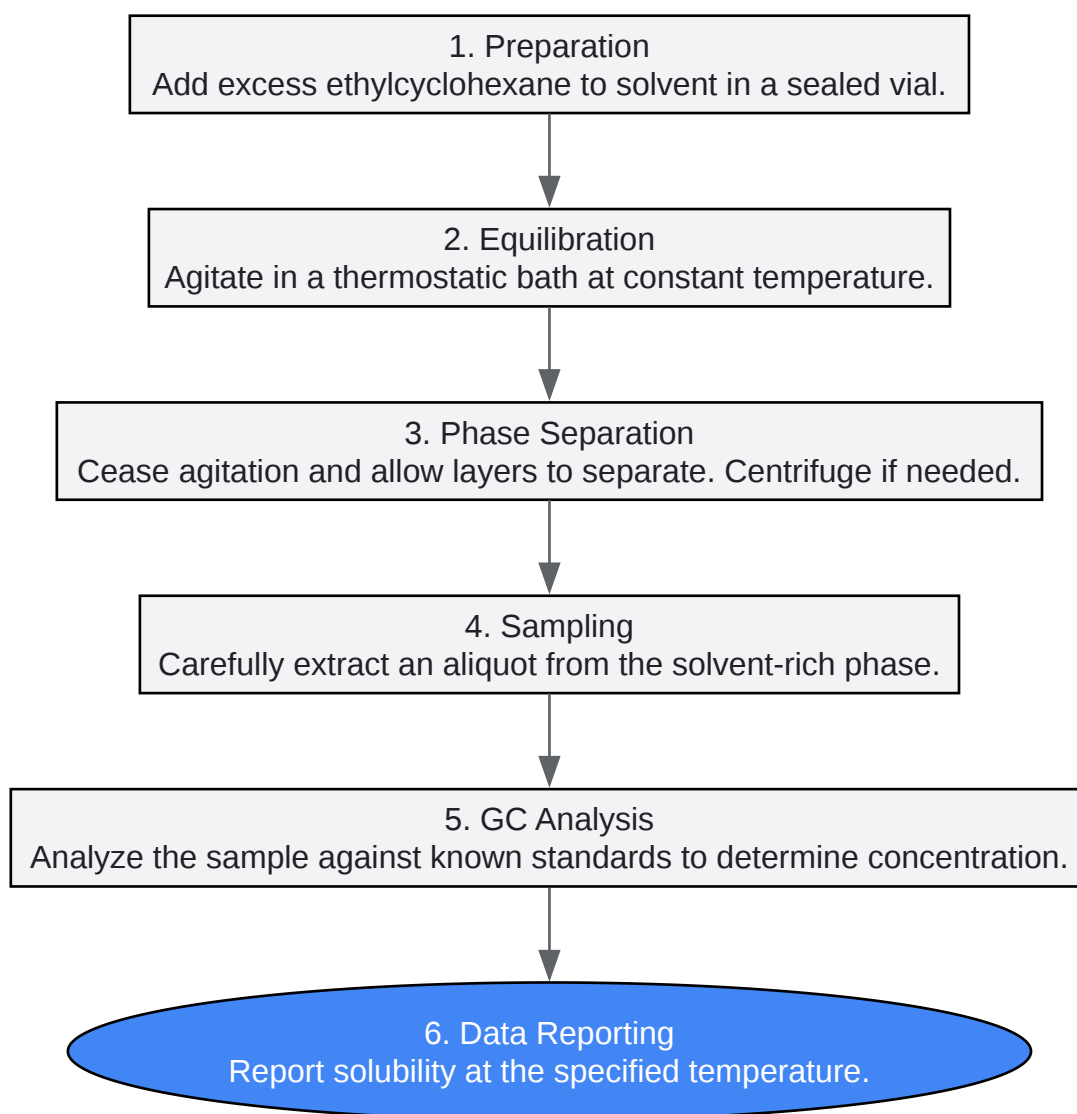 1. Preparation
Add excess ethylcyclohexane to solvent in a sealed vial.
2. Equilibration
Agitate in a thermostatic bath at constant temperature.
3. Phase Separation
Cease agitation and allow layers to separate. Centrifuge if needed.
4. Sampling
Carefully extract an aliquot from the solvent-rich phase.
5. GC Analysis
Analyze the sample against known standards to determine concentration.
6. Data Reporting
Report solubility at the specified temperature.